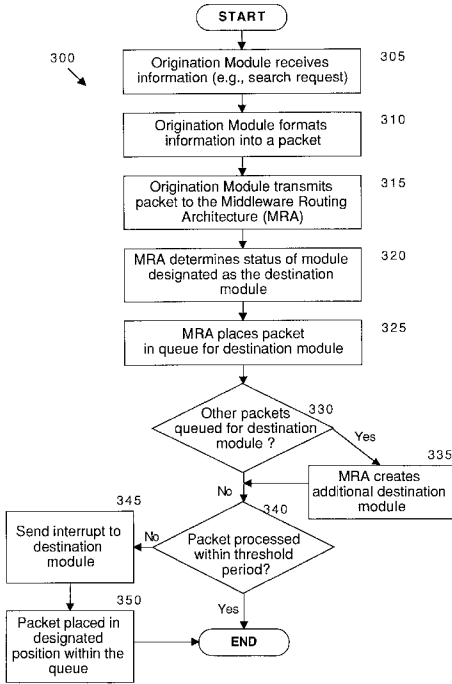 START
300
Origination Module receives
information (e.g., search request)
305
Origination Module formats
information into a packet
310
Origination Module transmits
packet to the Middleware Routing
Architecture (MRA)
315
MRA determines status of module
designated as the destination
module
320
MRA places packet
in queue for destination module
325
Other packets
queued for destination
module ?
330
Yes
335
MRA creates
additional destination
module
No
340
Packet processed
within threshold
period?
No
345
Send interrupt to
destination
module
350
Packet placed in
designated
position within the
queue
Yes
END